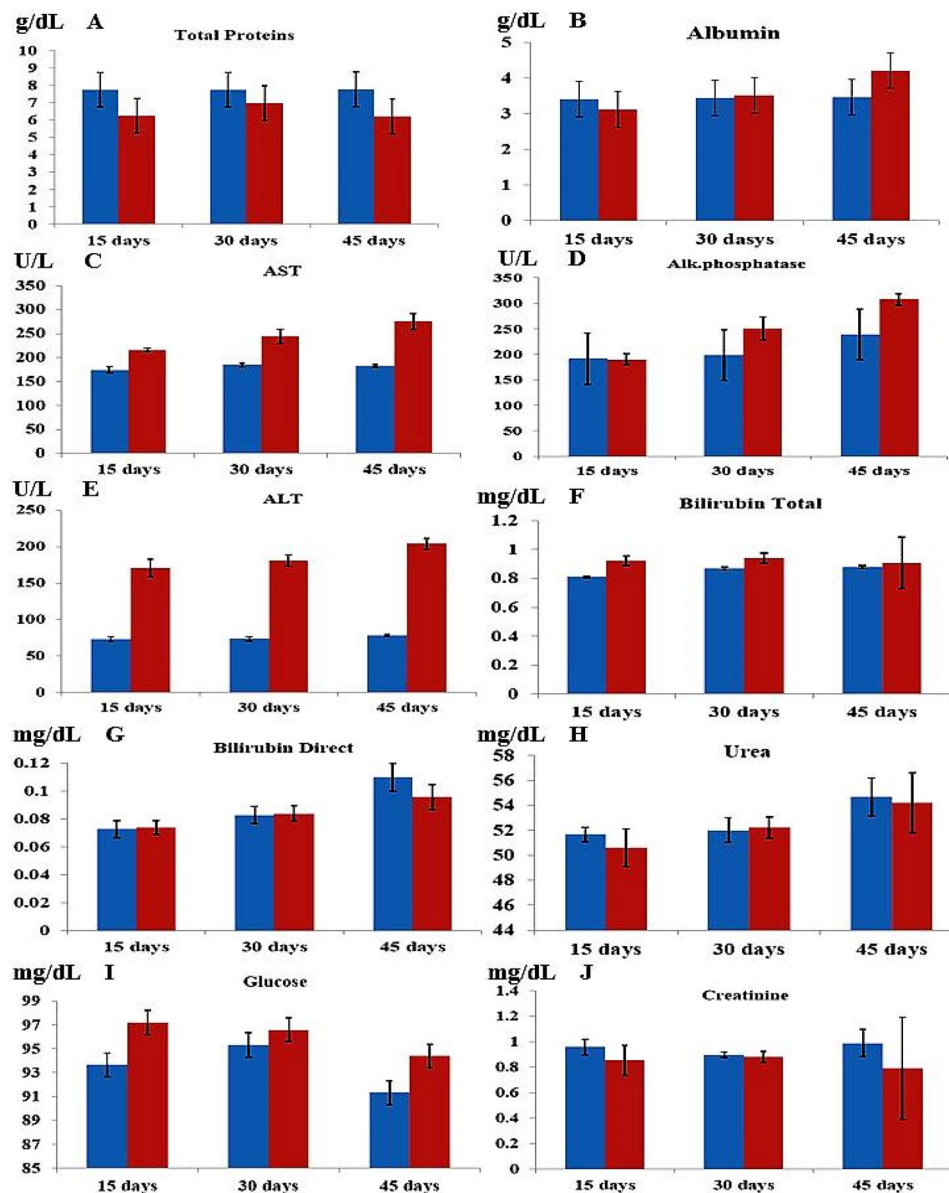 g/dL A
Total Proteins
10
9
8
7
6
5
4
3
2
1
0
15 days 30 days 45 days
g/dL B
Albumin
5
4
3
2
1
0
15 days 30 dasys 45 days
U/L C
AST
350
300
250
200
150
100
50
0
15 days 30 days 45 days
U/L D
Alk.phosphatase
350
300
250
200
150
100
50
0
15 days 30 days 45 days
U/L E
ALT
250
200
150
100
50
0
15 days 30 days 45 days
mg/dL F
Bilirubin Total
1.2
1
0.8
0.6
0.4
0.2
0
15 days 30 days 45 days
mg/dL G
Bilirubin Direct
0.12
0.1
0.08
0.06
0.04
0.02
0
15 days 30 days 45 days
mg/dL H
Urea
58
56
54
52
50
48
46
44
15 days 30 days 45 days
mg/dL I
Glucose
99
97
95
93
91
89
87
85
15 days 30 days 45 days
mg/dL J
Creatinine
1.4
1.2
1
0.8
0.6
0.4
0.2
0
15 days 30 days 45 days